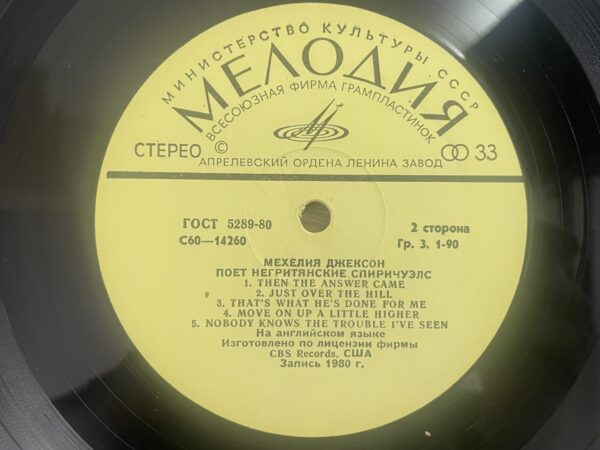 МИНИСТЕРСТВО КУЛЬТУРЫ СССР
МЕЛОДИЯ
ВСЕСОЮЗНАЯ ФИРМА ГРАМПЛАСТИНОК
СТЕРЕО ©
33
АПРЕЛЕВСКИЙ ОРДЕНА ЛЕНИНА ЗАВОД
ГОСТ 5289-80
2 сторона
С60—14260
Гр. 3. 1-90
МЕХЕЛИЯ ДЖЕКСОН
ПОЕТ НЕГРИТЯНСКИЕ СПИРИЧУЭЛС
1. THEN THE ANSWER CAME
2. JUST OVER THE HILL
3. THAT'S WHAT HE'S DONE FOR ME
4. MOVE ON UP A LITTLE HIGHER
5. NOBODY KNOWS THE TROUBLE I'VE SEEN
На английском языке
Изготовлено по лицензии фирмы
CBS Records, США
Запись 1980 г.